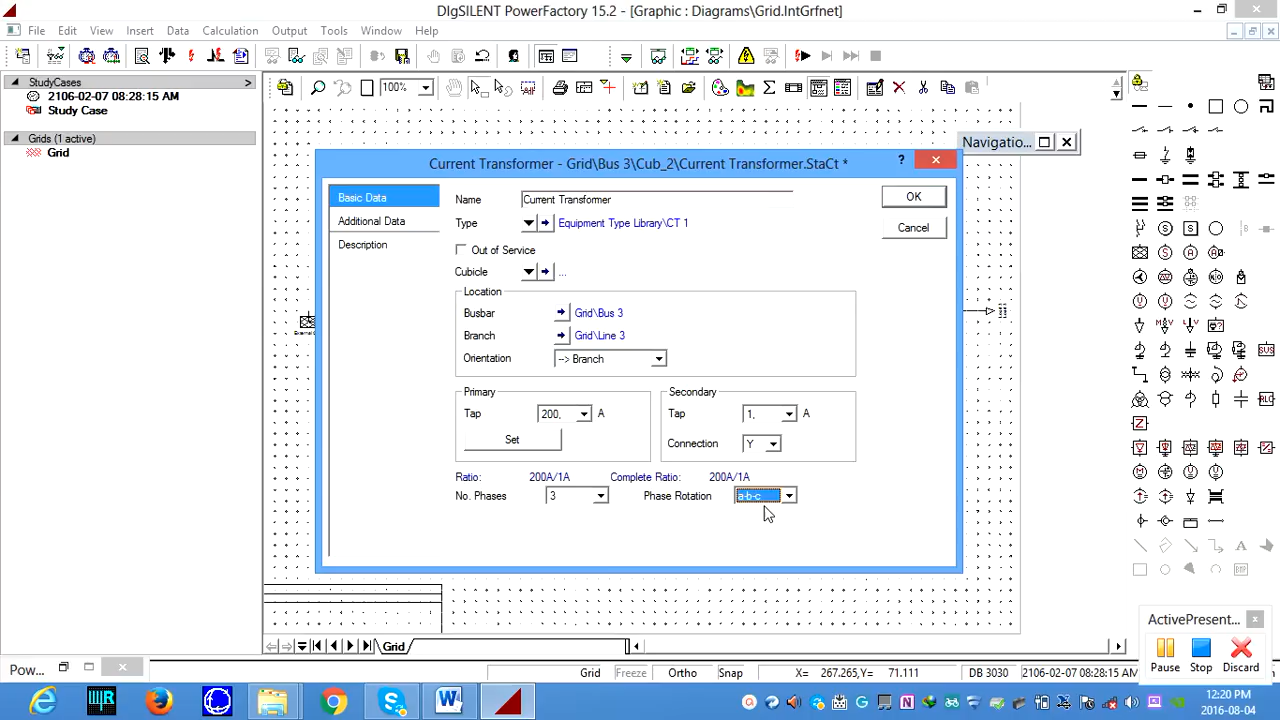 DIgSILENT PowerFactory 15.2 - [Graphic : Diagrams\Grid.IntGrfnet]
File Edit View Insert Data Calculation Output Tools Window Help
100%
StudyCases >
2106-02-07 08:28:15 AM
Study Case
Grids (1 active)
Grid
Navigatio...
Current Transformer - Grid\Bus 3\Cub_2\Current Transformer.StaCt * ?
Basic Data
Additional Data
Description
Name Current Transformer
Type Equipment Type Library\CT 1
Out of Service
Cubicle ...
Location
Busbar Grid\Bus 3
Branch Grid\Line 3
Orientation --> Branch
Primary
Tap 200, A
Set
Secondary
Tap 1, A
Connection Y
Ratio: 200A/1A Complete Ratio: 200A/1A
No. Phases 3 Phase Rotation a-b-c
OK
Cancel
SVS
RLC
BMP
Grid
ActivePresent...
Pause Stop Discard
Pow...
Grid Freeze Ortho Snap X= 267.265,Y= 71.111 DB 3030 2106-02-07 08:28:15 AM
12:20 PM
2016-08-04